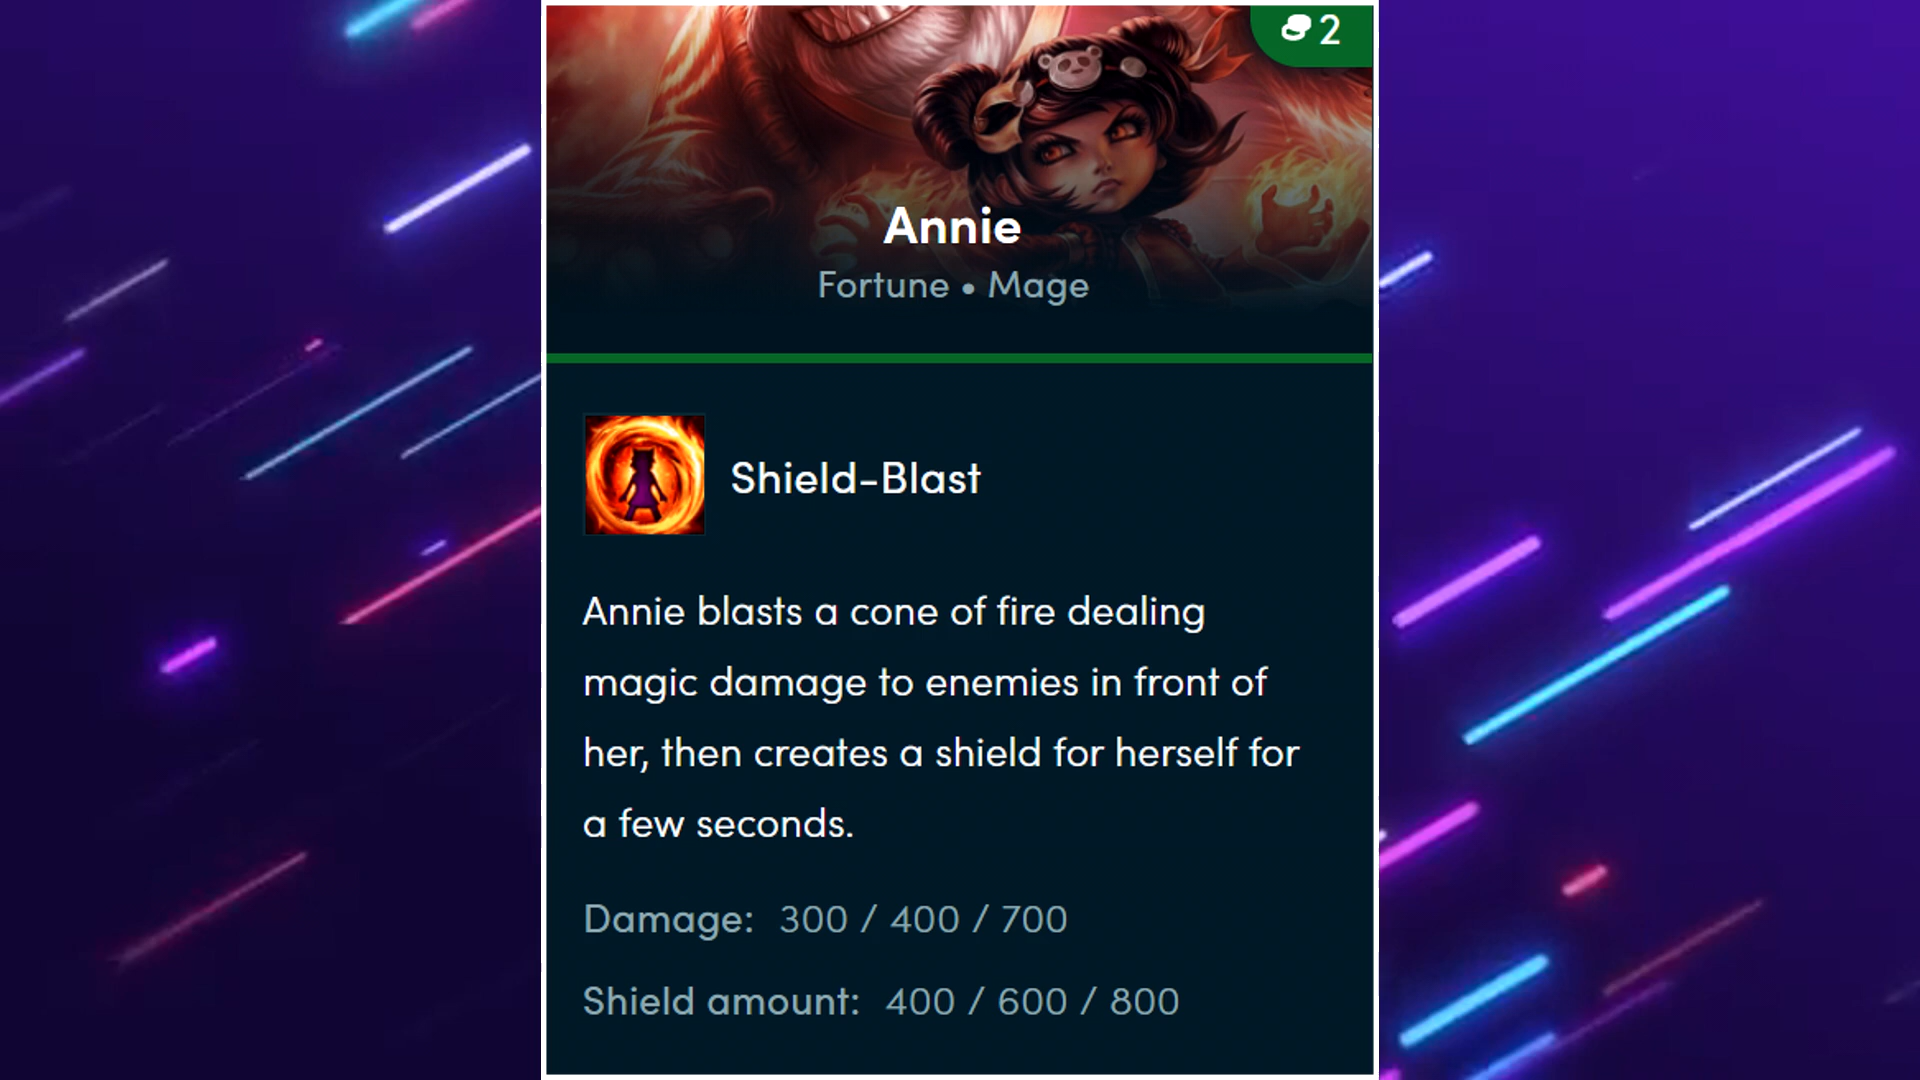 2
Annie
Fortune • Mage
Shield-Blast
Annie blasts a cone of fire dealing
magic damage to enemies in front of
her, then creates a shield for herself for
a few seconds.
Damage: 300 / 400 / 700
Shield amount: 400 / 600 / 800